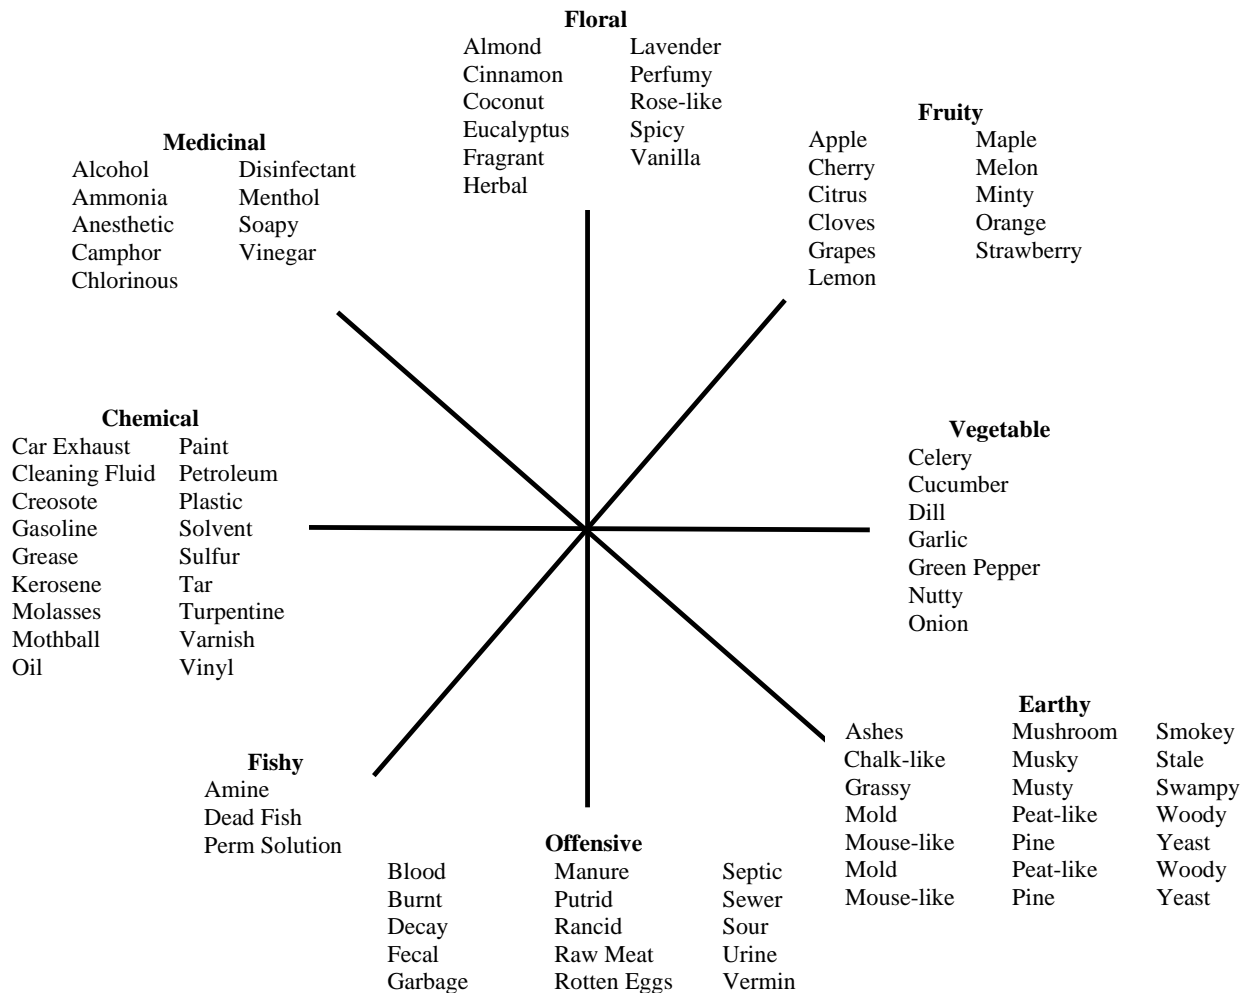 Floral
Almond Lavender
Cinnamon Perfumy
Coconut Rose-like
Eucalyptus Spicy
Fragrant Vanilla
Herbal
Fruity
Apple Maple
Cherry Melon
Citrus Minty
Cloves Orange
Grapes Strawberry
Lemon
Medicinal
Alcohol Disinfectant
Ammonia Menthol
Anesthetic Soapy
Camphor Vinegar
Chlorinous
Chemical
Car Exhaust Paint
Cleaning Fluid Petroleum
Creosote Plastic
Gasoline Solvent
Grease Sulfur
Kerosene Tar
Molasses Turpentine
Mothball Varnish
Oil Vinyl
Vegetable
Celery
Cucumber
Dill
Garlic
Green Pepper
Nutty
Onion
Earthy
Ashes Mushroom Smokey
Chalk-like Musky Stale
Grassy Musty Swampy
Mold Peat-like Woody
Mouse-like Pine Yeast
Mold Peat-like Woody
Mouse-like Pine Yeast
Fishy
Amine
Dead Fish
Perm Solution
Offensive
Blood Manure Septic
Burnt Putrid Sewer
Decay Rancid Sour
Fecal Raw Meat Urine
Garbage Rotten Eggs Vermin